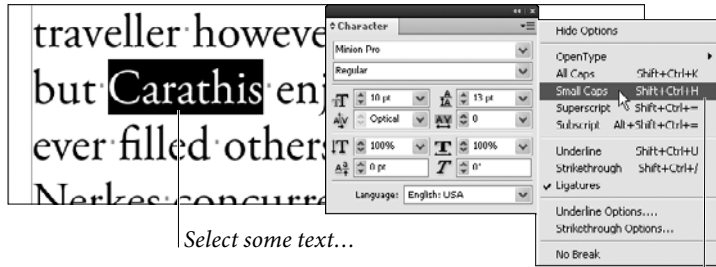 traveller howeve
but Carathis enj
ever filled others
Nerkes concurre
Select some text…
Character
Minion Pro
Regular
10 pt
13 pt
Optical
0
100%
100%
0 pt
0°
Language: English: USA
Hide Options
OpenType
All Caps Shift+Ctrl+K
Small Caps Shift+Ctrl+H
Superscript Shift+Ctrl+=
Subscript Alt+Shift+Ctrl+=
Underline Shift+Ctrl+U
Strikethrough Shift+Ctrl+/
Ligatures
Underline Options....
Strikethrough Options...
No Break